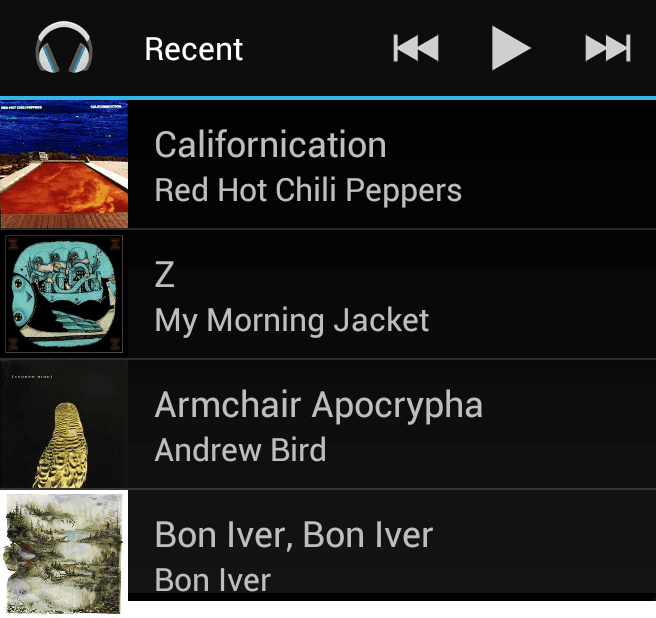 Recent
RED HOT CHILI PEPPERS CALIFORNICATION
Californication
Red Hot Chili Peppers
Z Z
Z Z
Z
My Morning Jacket
[ANDREW BIRD]
Armchair Apocrypha
Andrew Bird
Bon Iver, Bon Iver
Bon Iver